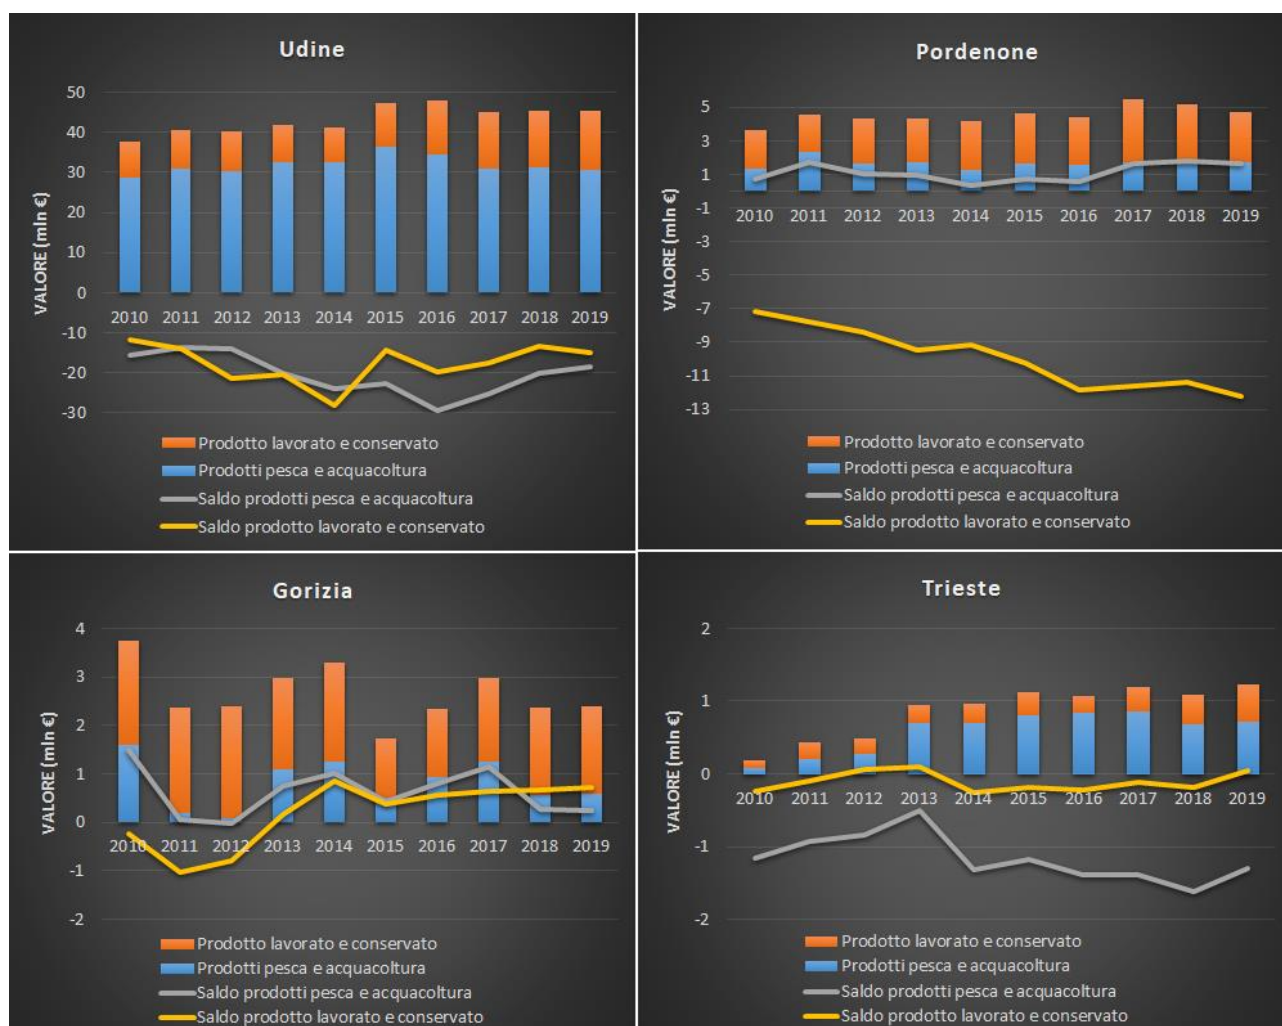 Udine
VALORE (mln €)
50
40
30
20
10
0
-10
-20
-30
2010 2011 2012 2013 2014 2015 2016 2017 2018 2019
Prodotto lavorato e conservato
Prodotti pesca e acquacoltura
Saldo prodotti pesca e acquacoltura
Saldo prodotto lavorato e conservato
Pordenone
VALORE (mln €)
5
3
1
-1
-3
-5
-7
-9
-11
-13
2010 2011 2012 2013 2014 2015 2016 2017 2018 2019
Prodotto lavorato e conservato
Prodotti pesca e acquacoltura
Saldo prodotti pesca e acquacoltura
Saldo prodotto lavorato e conservato
Gorizia
VALORE (mln €)
4
3
2
1
0
-1
-2
2010 2011 2012 2013 2014 2015 2016 2017 2018 2019
Prodotto lavorato e conservato
Prodotti pesca e acquacoltura
Saldo prodotti pesca e acquacoltura
Saldo prodotto lavorato e conservato
Trieste
VALORE (mln €)
2
1
0
-1
-2
2010 2011 2012 2013 2014 2015 2016 2017 2018 2019
Prodotto lavorato e conservato
Prodotti pesca e acquacoltura
Saldo prodotti pesca e acquacoltura
Saldo prodotto lavorato e conservato